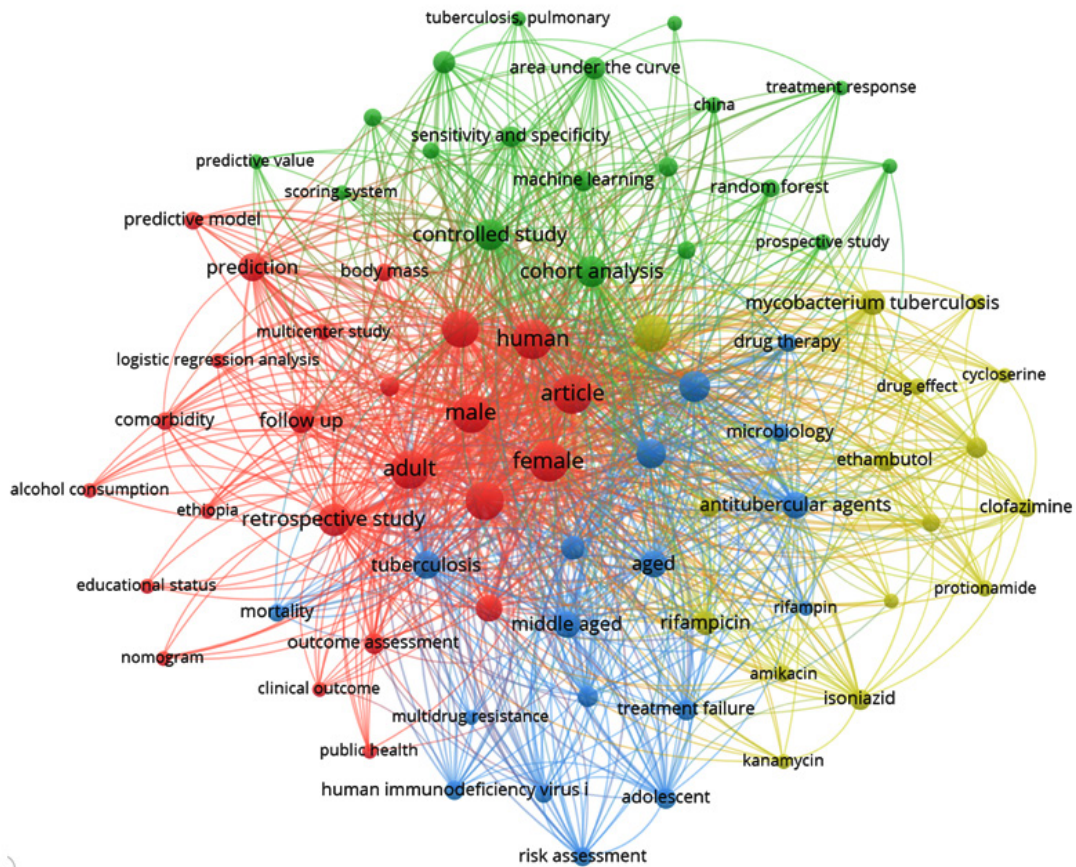 tuberculosis, pulmonary
area under the curve
treatment response
china
sensitivity and specificity
predictive value
machine learning
scoring system
random forest
predictive model
controlled study
prospective study
prediction
body mass
cohort analysis
mycobacterium tuberculosis
multicenter study
human
drug therapy
logistic regression analysis
cycloserine
drug effect
article
comorbidity
follow up
male
microbiology
ethambutol
adult
female
alcohol consumption
antitubercular agents
clofazimine
ethiopia
retrospective study
tuberculosis
aged
educational status
protionamide
mortality
rifampin
middle aged
rifampicin
outcome assessment
nomogram
amikacin
clinical outcome
isoniazid
multidrug resistance
treatment failure
public health
kanamycin
human immunodeficiency virus i
adolescent
risk assessment